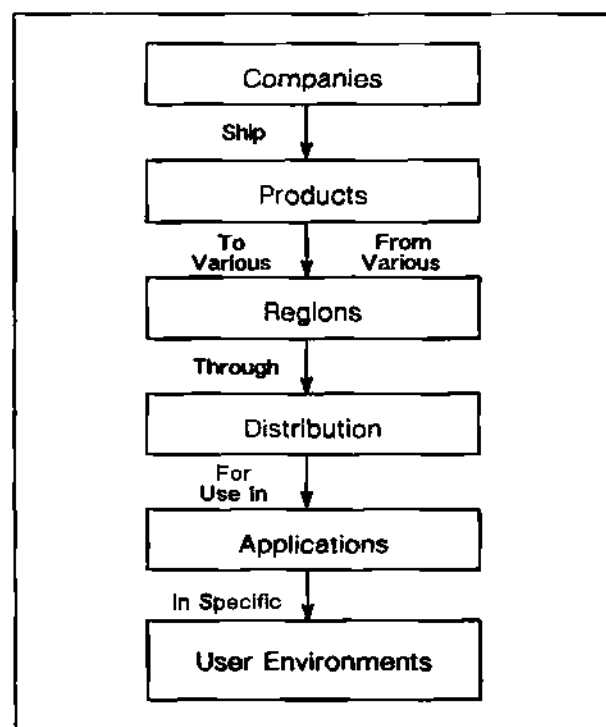 Companies
Ship
Products
To From
Various Various
Regions
Through
Distribution
For
Use in
Applications
In Specific
User Environments